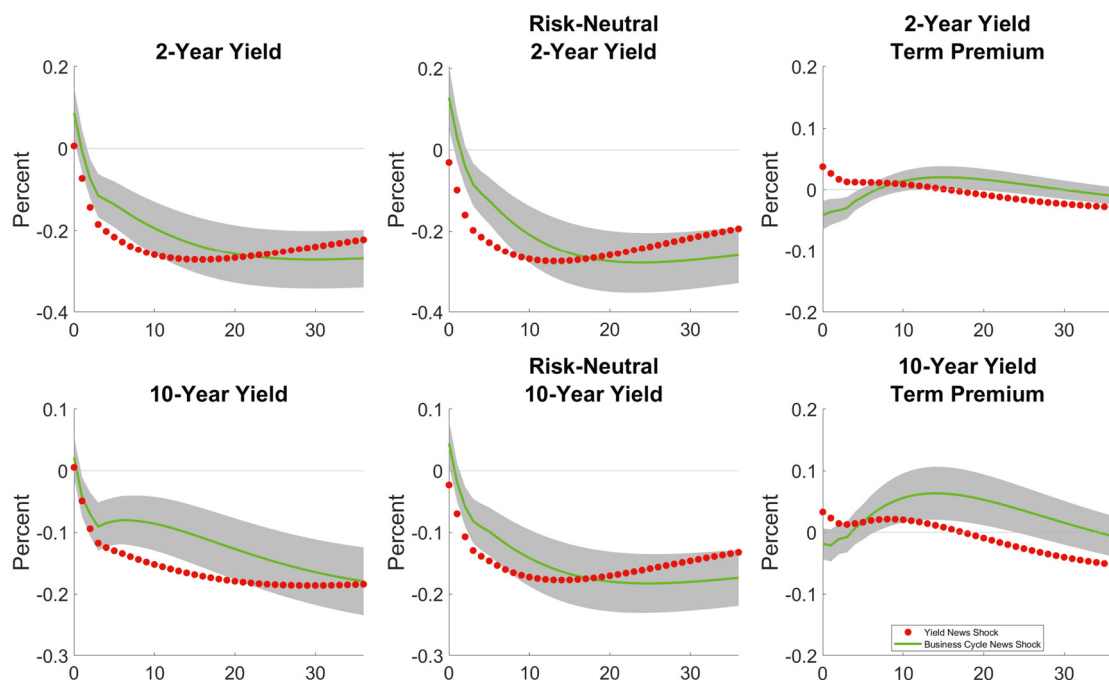 2-Year Yield
Risk-Neutral
2-Year Yield
2-Year Yield
Term Premium
Percent
0.2
0
-0.2
-0.4
0 10 20 30
Percent
0.2
0
-0.2
-0.4
0 10 20 30
Percent
0.2
0.1
0
-0.1
-0.2
0 10 20 30
10-Year Yield
Risk-Neutral
10-Year Yield
10-Year Yield
Term Premium
Percent
0.1
0
-0.1
-0.2
-0.3
0 10 20 30
Percent
0.1
0
-0.1
-0.2
-0.3
0 10 20 30
Percent
0.2
0.1
0
-0.1
-0.2
0 10 20 30
Yield News Shock
Business Cycle News Shock